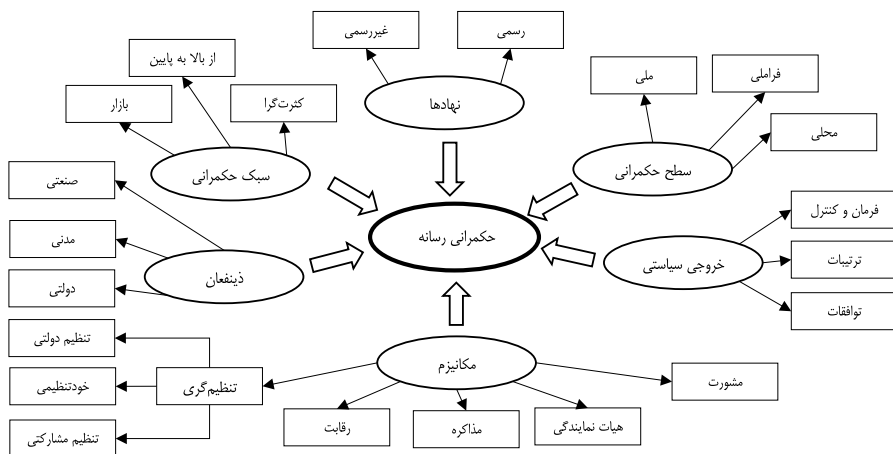 رسمی
غیررسمی
نهادها
از بالا به پایین
کثرت‌گرا
بازار
سبک حکمرانی
ملی
فراملی
محلی
سطح حکمرانی
حکمرانی رسانه
صنعتی
مدنی
دولتی
ذینفعان
فرمان و کنترل
ترتیبات
توافقات
خروجی سیاستی
مکانیزم
مشورت
هیات نمایندگی
مذاکره
رقابت
تنظیم‌گری
تنظیم دولتی
خودتنظیمی
تنظیم مشارکتی